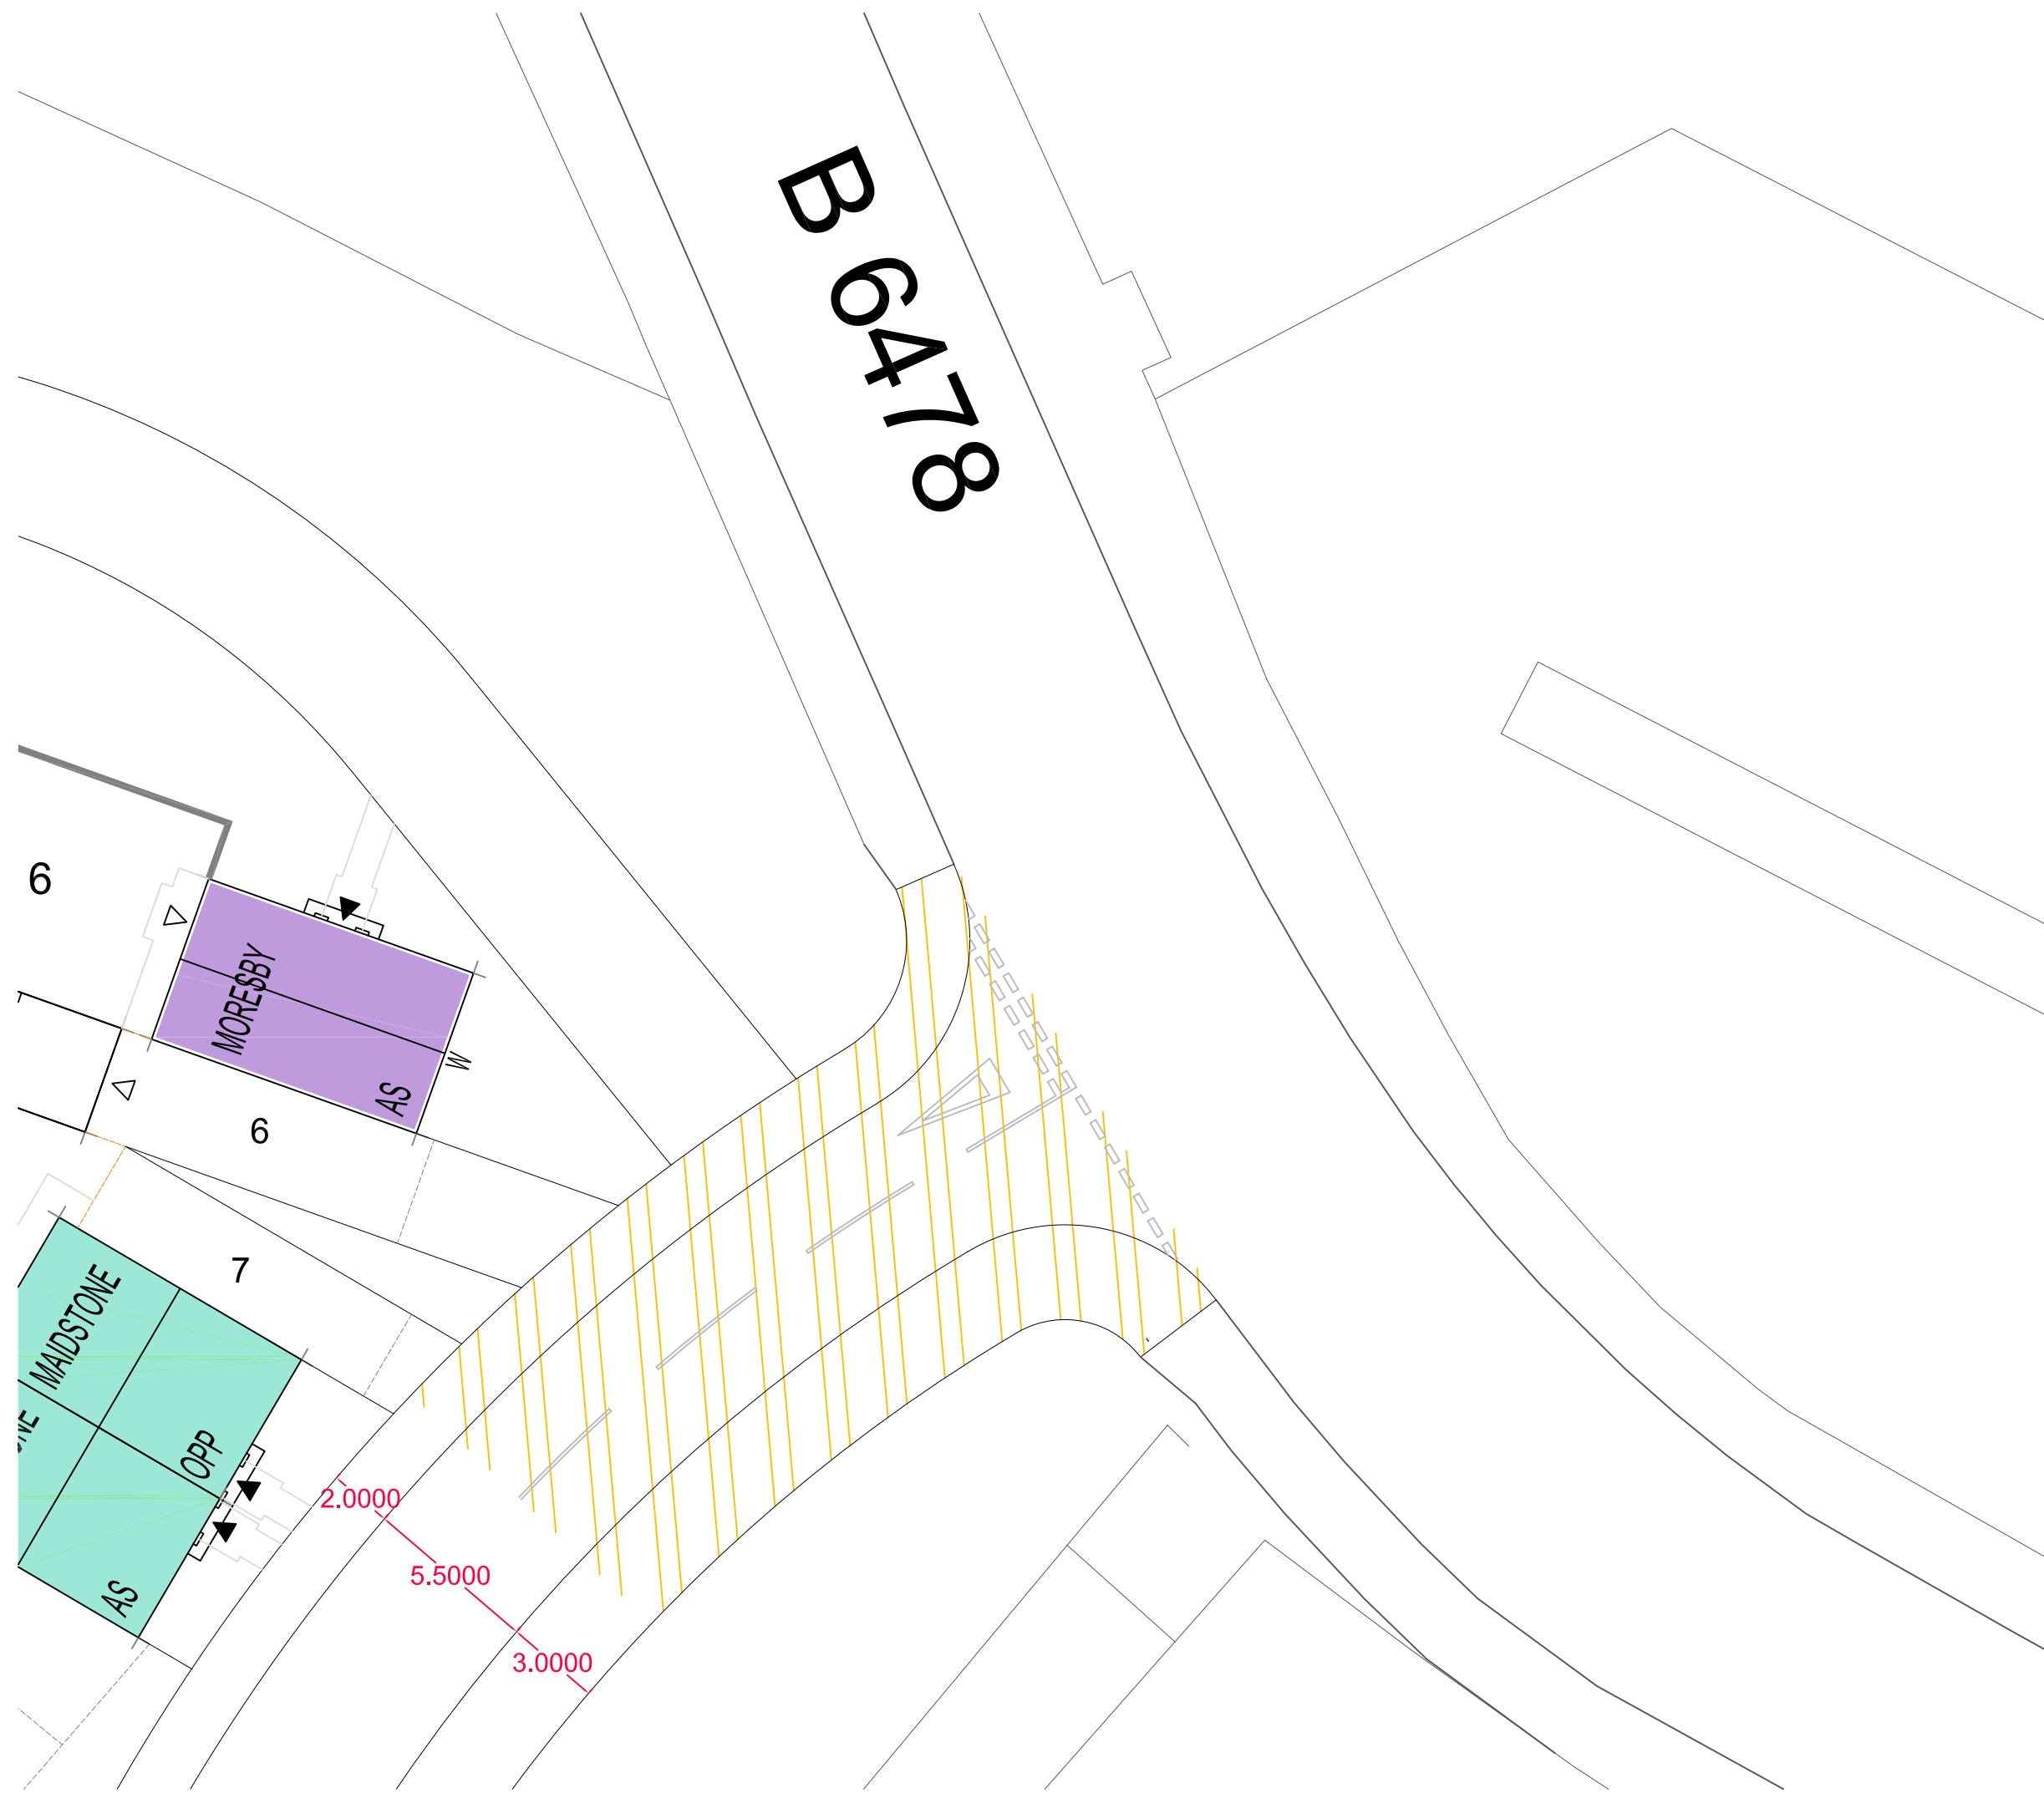 B 6478
6
MORESBY
AS
N
6
7
MAIDSTONE
OPP
AS
2.0000
5.5000
3.0000